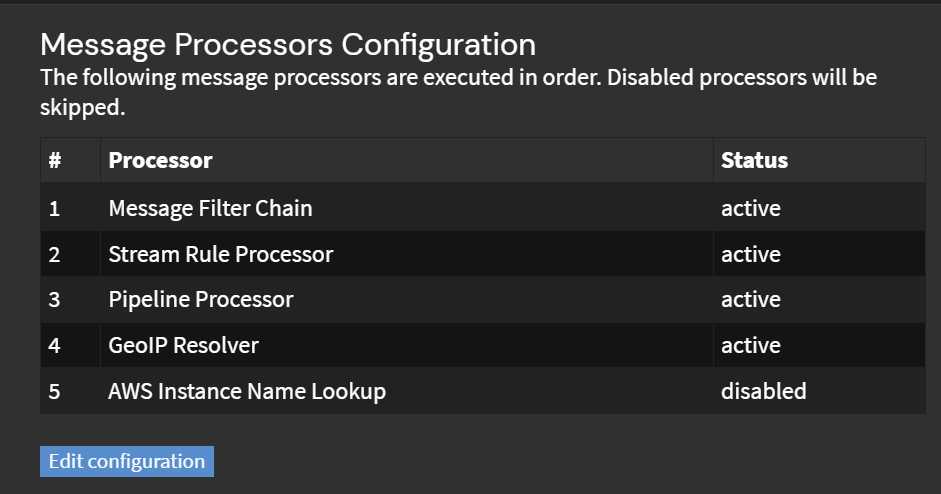 Message Processors Configuration
The following message processors are executed in order. Disabled processors will be
skipped.
# Processor Status
1 Message Filter Chain active
2 Stream Rule Processor active
3 Pipeline Processor active
4 GeoIP Resolver active
5 AWS Instance Name Lookup disabled
Edit configuration